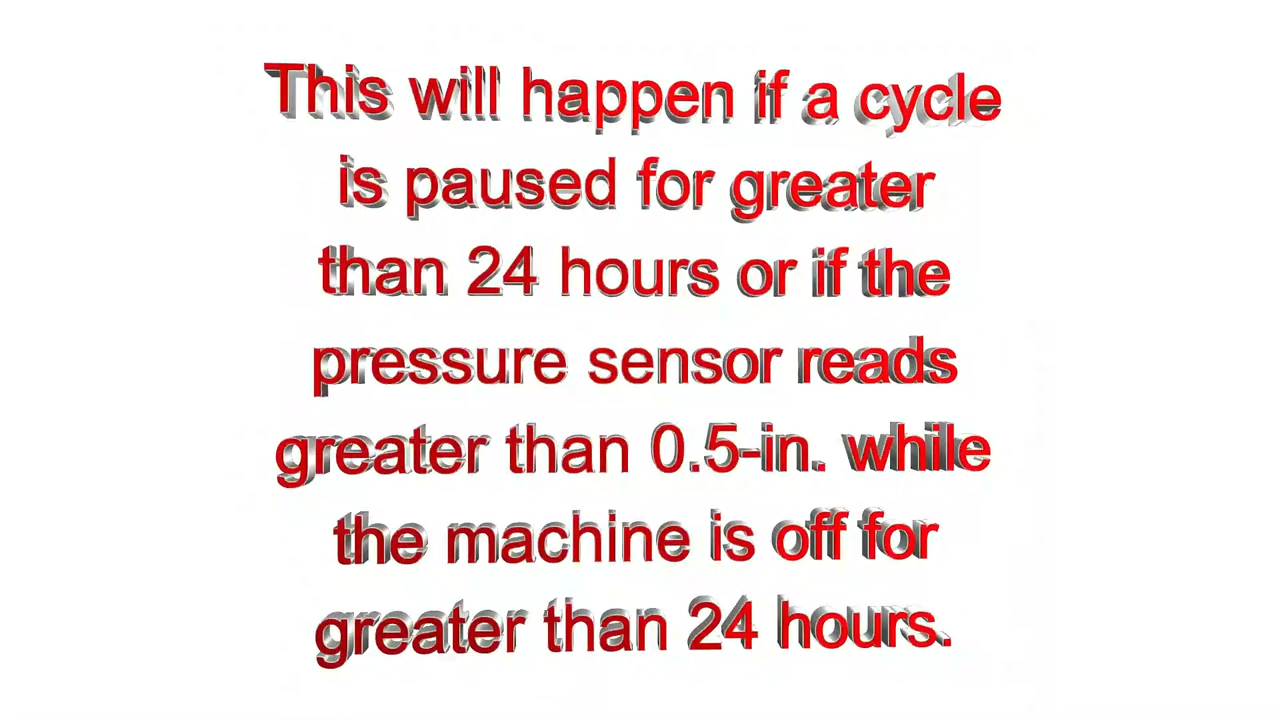 This will happen if a cycle
is paused for greater
than 24 hours or if the
pressure sensor reads
greater than 0.5-in. while
the machine is off for
greater than 24 hours.